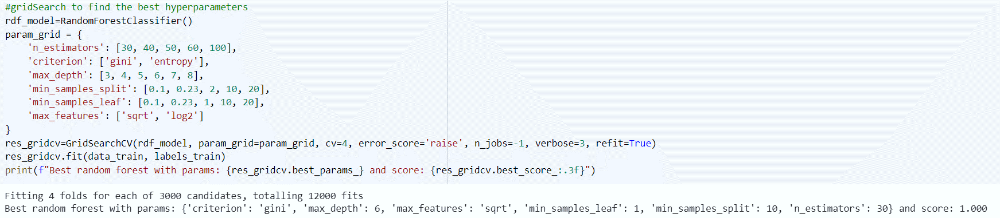 #gridSearch to find the best hyperparameters
rdf_model=RandomForestClassifier()
param_grid = {
    'n_estimators': [30, 40, 50, 60, 100],
    'criterion': ['gini', 'entropy'],
    'max_depth': [3, 4, 5, 6, 7, 8],
    'min_samples_split': [0.1, 0.23, 2, 10, 20],
    'min_samples_leaf': [0.1, 0.23, 1, 10, 20],
    'max_features': ['sqrt', 'log2']
}
res_gridcv=GridSearchCV(rdf_model, param_grid=param_grid, cv=4, error_score='raise', n_jobs=-1, verbose=3, refit=True)
res_gridcv.fit(data_train, labels_train)
print(f"Best random forest with params: {res_gridcv.best_params_} and score: {res_gridcv.best_score_:.3f}")
Fitting 4 folds for each of 3000 candidates, totalling 12000 fits
Best random forest with params: {'criterion': 'gini', 'max_depth': 6, 'max_features': 'sqrt', 'min_samples_leaf': 1, 'min_samples_split': 10, 'n_estimators': 30} and score: 1.000